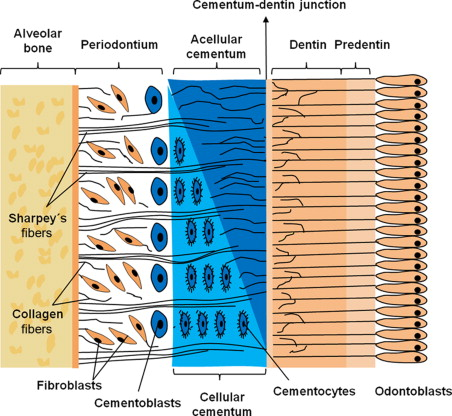 Cementum-dentin junction
Alveolar
bone
Periodontium
Acellular
cementum
Dentin
Predentin
Sharpey´s
fibers
Collagen
fibers
Fibroblasts
Cementoblasts
Cellular
cementum
Cementocytes
Odontoblasts